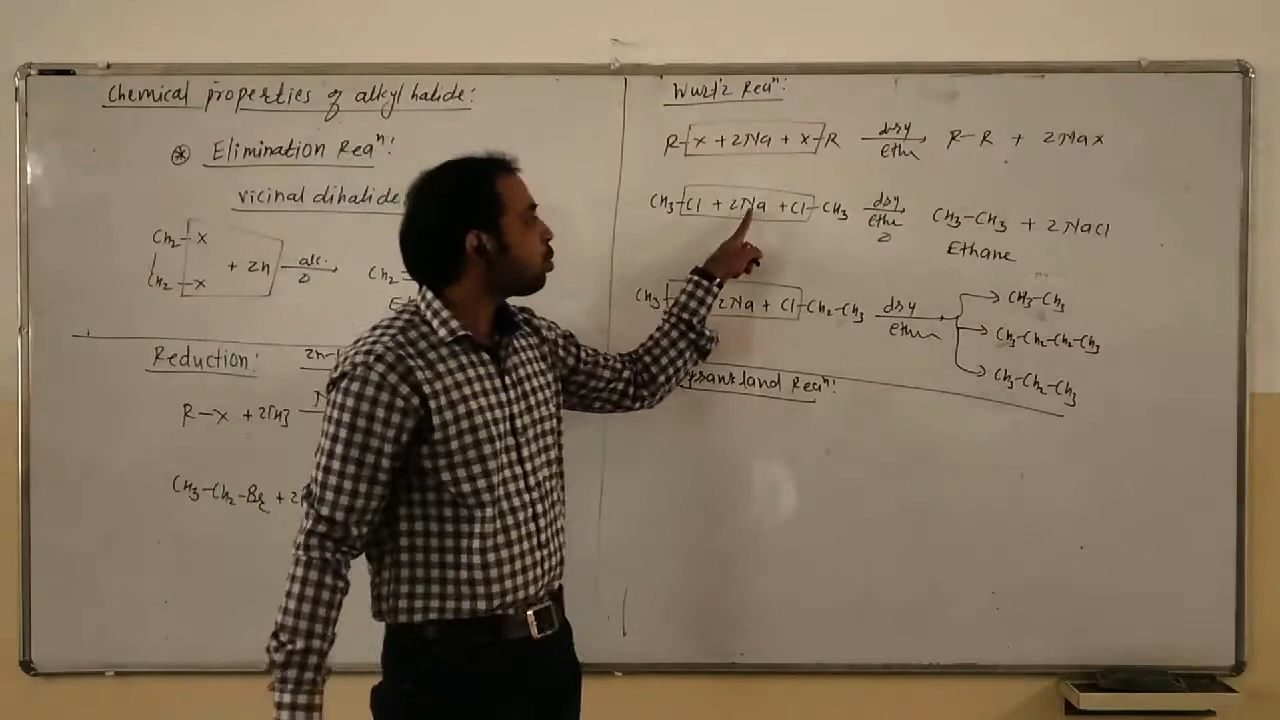 Chemical properties of alkyl halide:
⊛ Elimination Reaⁿ:
vicinal dihalide
CH₂-X
+ Zn alc. Δ CH₂=
CH₂-X
Reduction:
R-X + 2[H]
CH₃-CH₂-Br + 2
Wurtz Reaⁿ:
R-X + 2Na + X-R dry ether R-R + 2NaX
CH₃-Cl + 2Na + Cl-CH₃ dry ether Δ CH₃-CH₃ + 2NaCl
Ethane
CH₃- 2Na + Cl-CH₂-CH₃ dry ether
CH₃-CH₃
CH₃-CH₂-CH₂-CH₃
CH₃-CH₂-CH₃
Frankland Reaⁿ: